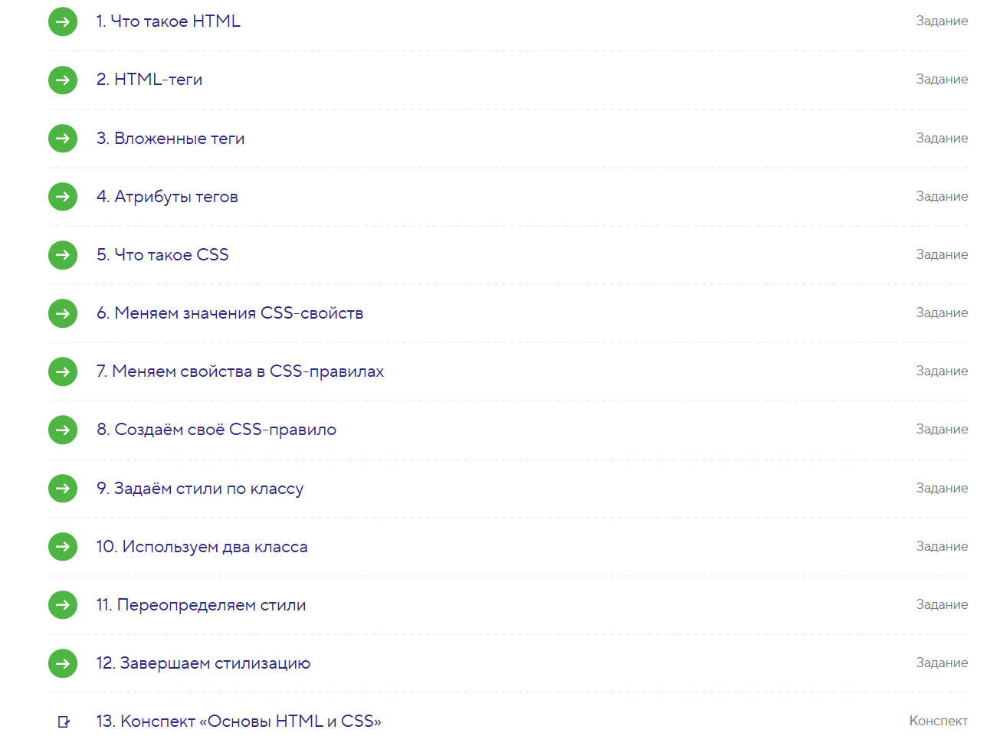 1. Что такое HTML Задание
2. HTML-теги Задание
3. Вложенные теги Задание
4. Атрибуты тегов Задание
5. Что такое CSS Задание
6. Меняем значения CSS-свойств Задание
7. Меняем свойства в CSS-правилах Задание
8. Создаём своё CSS-правило Задание
9. Задаём стили по классу Задание
10. Используем два класса Задание
11. Переопределяем стили Задание
12. Завершаем стилизацию Задание
13. Конспект «Основы HTML и CSS» Конспект